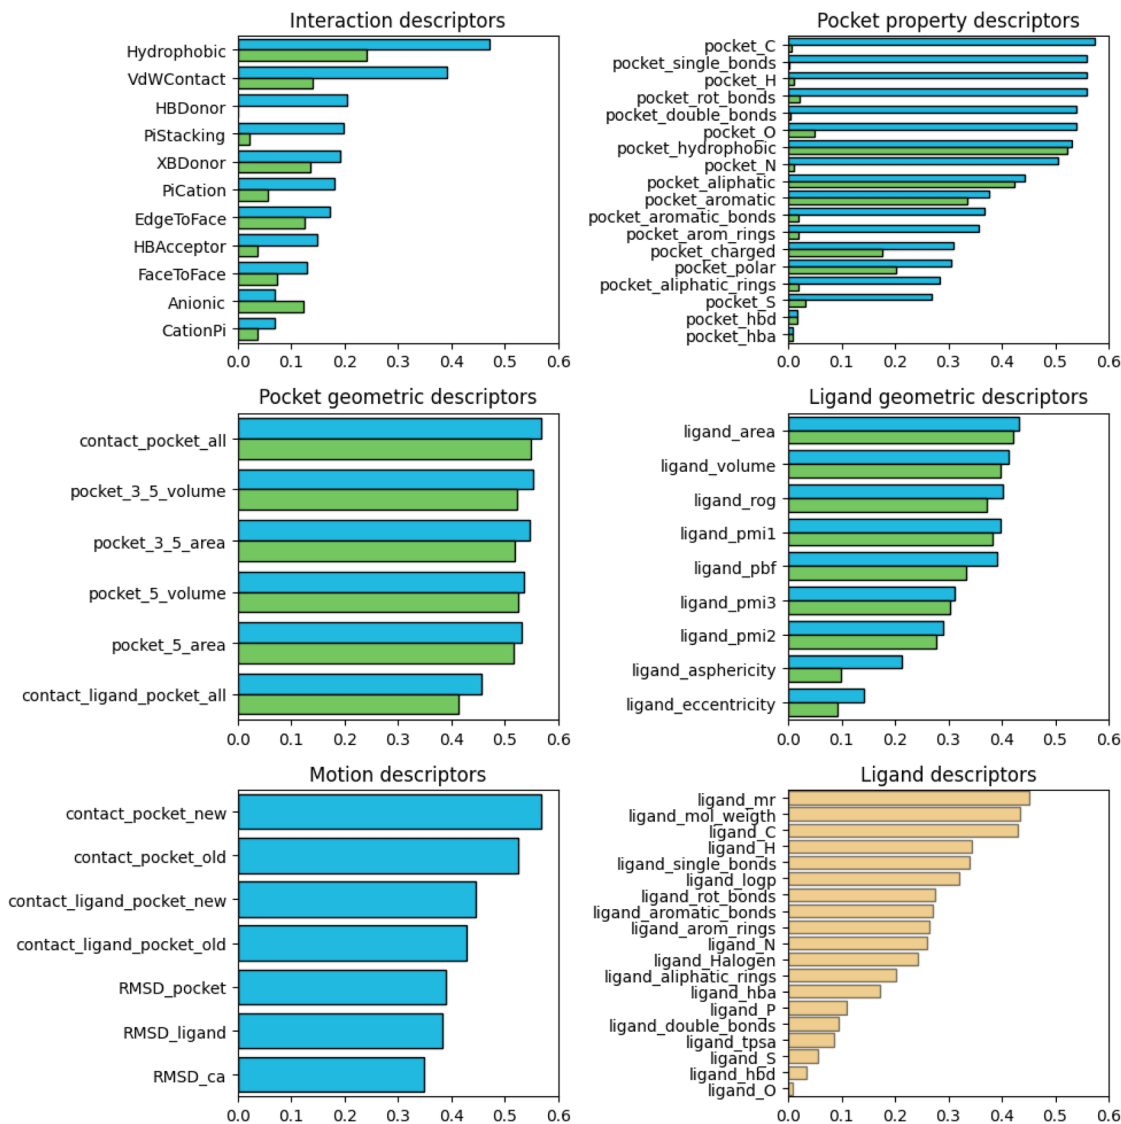 Interaction descriptors
Hydrophobic
VdWContact
HBDonor
PiStacking
XBDonor
PiCation
EdgeToFace
HBAcceptor
FaceToFace
Anionic
CationPi
0.0 0.1 0.2 0.3 0.4 0.5 0.6
Pocket property descriptors
pocket_C
pocket_single_bonds
pocket_H
pocket_rot_bonds
pocket_double_bonds
pocket_O
pocket_hydrophobic
pocket_N
pocket_aliphatic
pocket_aromatic
pocket_aromatic_bonds
pocket_arom_rings
pocket_charged
pocket_polar
pocket_aliphatic_rings
pocket_S
pocket_hbd
pocket_hba
0.0 0.1 0.2 0.3 0.4 0.5 0.6
Pocket geometric descriptors
contact_pocket_all
pocket_3_5_volume
pocket_3_5_area
pocket_5_volume
pocket_5_area
contact_ligand_pocket_all
0.0 0.1 0.2 0.3 0.4 0.5 0.6
Ligand geometric descriptors
ligand_area
ligand_volume
ligand_rog
ligand_pmi1
ligand_pbf
ligand_pmi3
ligand_pmi2
ligand_asphericity
ligand_eccentricity
0.0 0.1 0.2 0.3 0.4 0.5 0.6
Motion descriptors
contact_pocket_new
contact_pocket_old
contact_ligand_pocket_new
contact_ligand_pocket_old
RMSD_pocket
RMSD_ligand
RMSD_ca
0.0 0.1 0.2 0.3 0.4 0.5 0.6
Ligand descriptors
ligand_mr
ligand_mol_weigth
ligand_C
ligand_H
ligand_single_bonds
ligand_logp
ligand_rot_bonds
ligand_aromatic_bonds
ligand_arom_rings
ligand_N
ligand_Halogen
ligand_aliphatic_rings
ligand_hba
ligand_P
ligand_double_bonds
ligand_tpsa
ligand_S
ligand_hbd
ligand_O
0.0 0.1 0.2 0.3 0.4 0.5 0.6